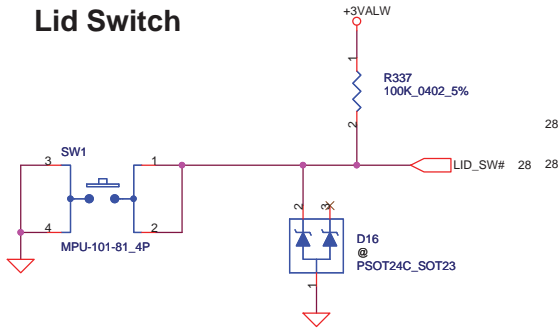 Lid Switch
+3VALW
1
R337
100K_0402_5%
2
28
SW1
3
1
LID_SW# 28 28
4
2
MPU-101-81_4P
2
3
D16
@
PSOT24C_SOT23
1